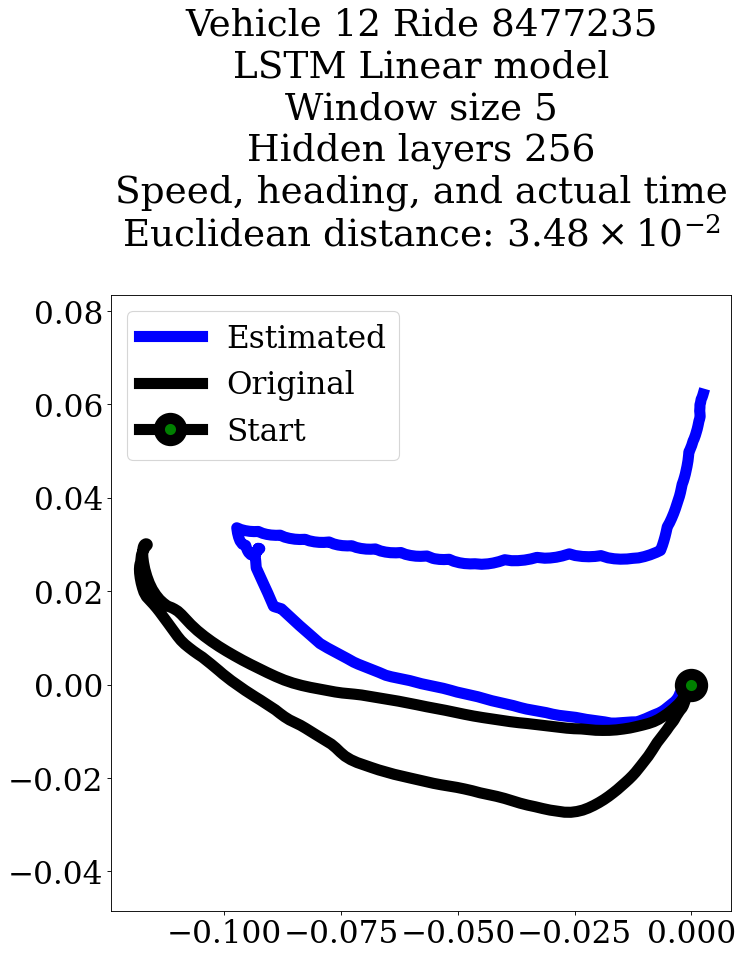 Vehicle 12 Ride 8477235
LSTM Linear model
Window size 5
Hidden layers 256
Speed, heading, and actual time
Euclidean distance: 3.48 × 10⁻²
Estimated
Original
Start
0.08
0.06
0.04
0.02
0.00
−0.02
−0.04
−0.100 −0.075 −0.050 −0.025 0.000